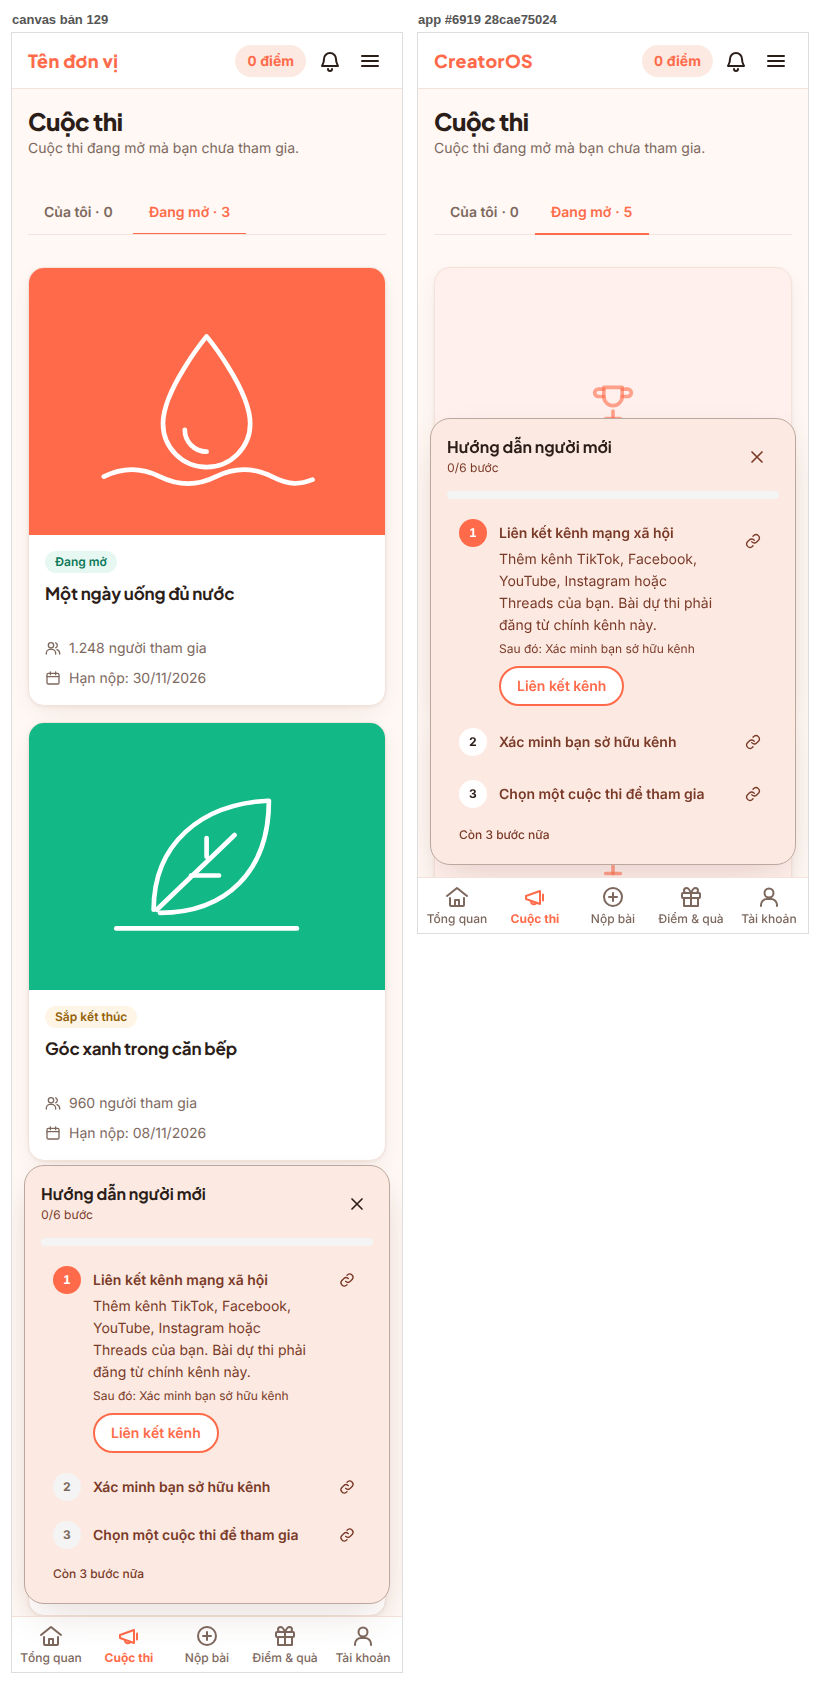 canvas bản 129
Tên đơn vị
0 điểm
Cuộc thi
Cuộc thi đang mở mà bạn chưa tham gia.
Của tôi · 0
Đang mở · 3
Đang mở
Một ngày uống đủ nước
1.248 người tham gia
Hạn nộp: 30/11/2026
Sắp kết thúc
Góc xanh trong căn bếp
960 người tham gia
Hạn nộp: 08/11/2026
Hướng dẫn người mới
0/6 bước
1
Liên kết kênh mạng xã hội
Thêm kênh TikTok, Facebook,
YouTube, Instagram hoặc
Threads của bạn. Bài dự thi phải
đăng từ chính kênh này.
Sau đó: Xác minh bạn sở hữu kênh
Liên kết kênh
2
Xác minh bạn sở hữu kênh
3
Chọn một cuộc thi để tham gia
Còn 3 bước nữa
Tổng quan
Cuộc thi
Nộp bài
Điểm & quà
Tài khoản
app #6919 28cae75024
CreatorOS
0 điểm
Cuộc thi
Cuộc thi đang mở mà bạn chưa tham gia.
Của tôi · 0
Đang mở · 5
Hướng dẫn người mới
0/6 bước
1
Liên kết kênh mạng xã hội
Thêm kênh TikTok, Facebook,
YouTube, Instagram hoặc
Threads của bạn. Bài dự thi phải
đăng từ chính kênh này.
Sau đó: Xác minh bạn sở hữu kênh
Liên kết kênh
2
Xác minh bạn sở hữu kênh
3
Chọn một cuộc thi để tham gia
Còn 3 bước nữa
Tổng quan
Cuộc thi
Nộp bài
Điểm & quà
Tài khoản